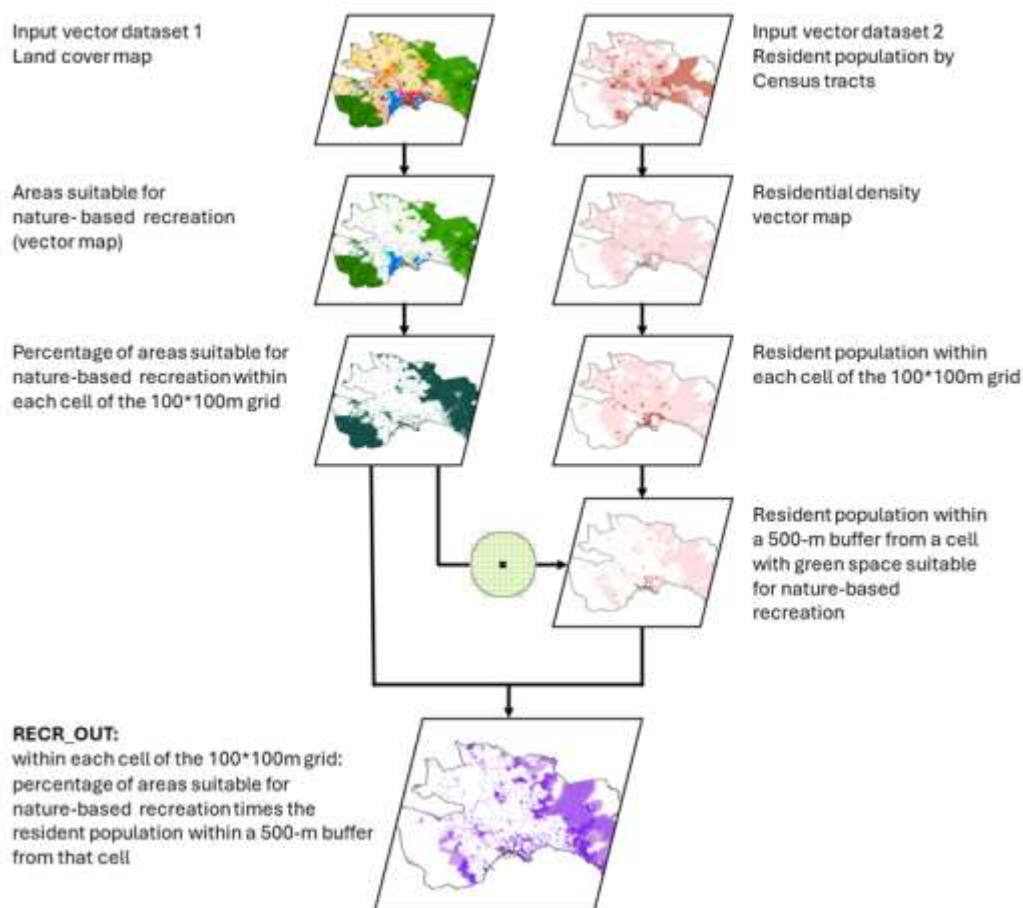 Input vector dataset 1
Land cover map
Input vector dataset 2
Resident population by
Census tracts
Areas suitable for
nature- based recreation
(vector map)
Residential density
vector map
Percentage of areas suitable for
nature-based recreation within
each cell of the 100*100m grid
Resident population within
each cell of the 100*100m grid
Resident population within
a 500-m buffer from a cell
with green space suitable
for nature-based
recreation
RECR_OUT:
within each cell of the 100*100m grid:
percentage of areas suitable for
nature-based recreation times the
resident population within a 500-m buffer
from that cell